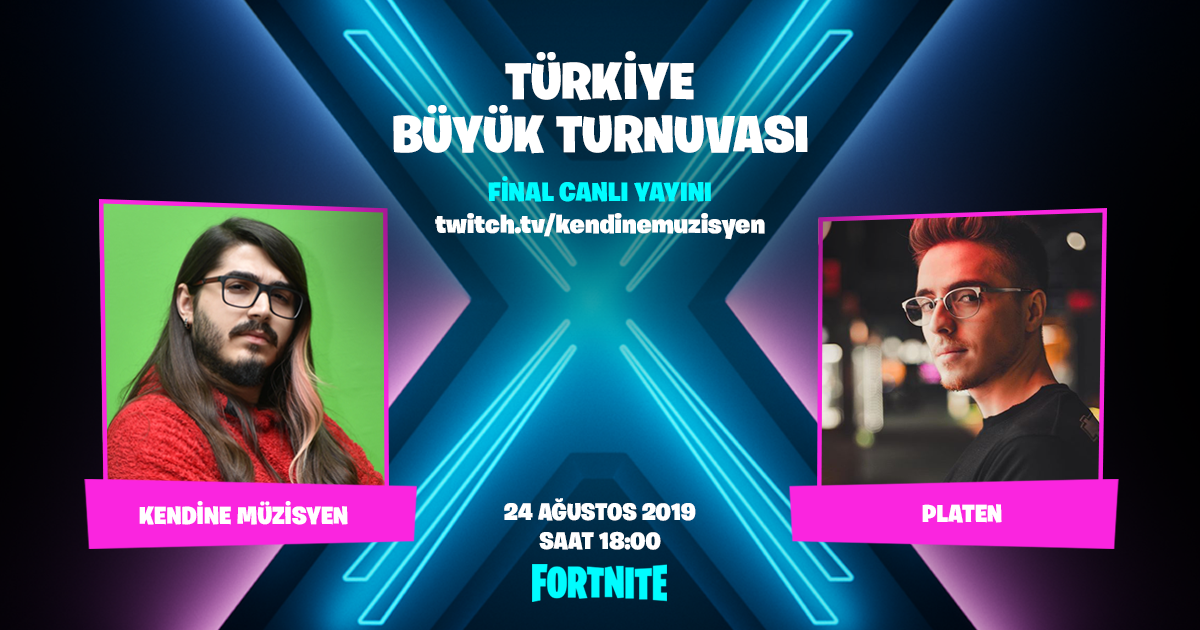 TÜRKİYE
BÜYÜK TURNUVASI
FİNAL CANLI YAYINI
twitch.tv/kendinemuzisyen
KENDİNE MÜZİSYEN
PLATEN
24 AĞUSTOS 2019
SAAT 18:00
FORTNITE